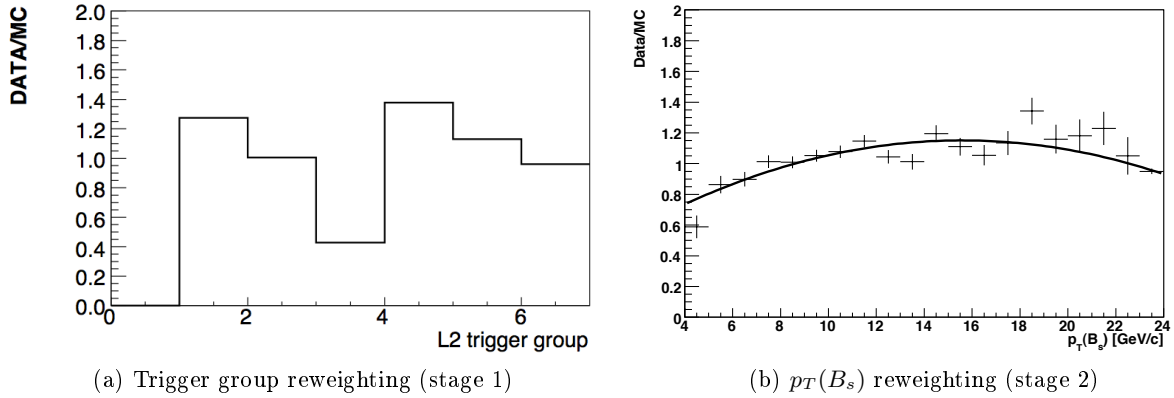 DATA/MC
2.0
1.8
1.6
1.4
1.2
1.0
0.8
0.6
0.4
0.2
0.0
0 2 4 6
L2 trigger group
(a) Trigger group reweighting (stage 1)
Data/MC
2
1.8
1.6
1.4
1.2
1
0.8
0.6
0.4
0.2
0
4 6 8 10 12 14 16 18 20 22 24
p_T(B_s) [GeV/c]
(b) p_T(B_s) reweighting (stage 2)